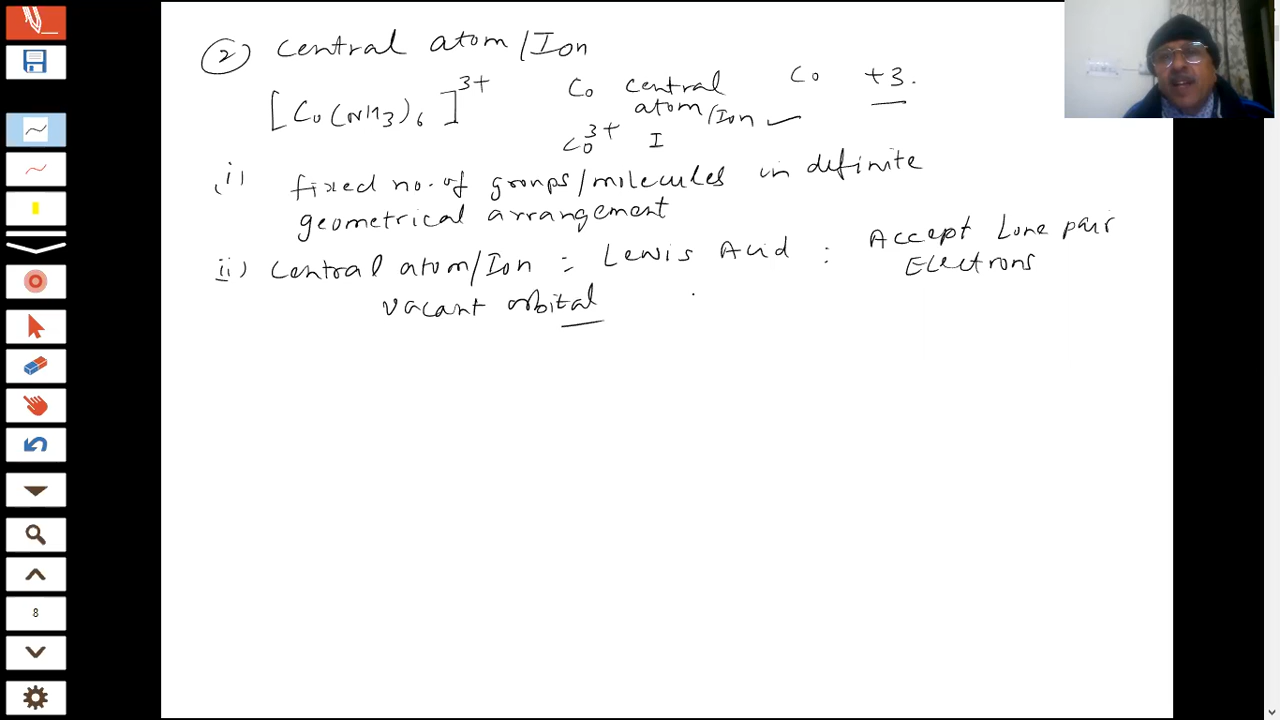 ② Central atom/Ion
[Co(NH3)6]3+ Co central atom/Ion ✓ Co +3.
Co3+ I
i) fixed no. of groups/molecules in definite
geometrical arrangement
ii) Central atom/Ion = Lewis Acid : Accept Lone pair
Electrons
vacant orbital
8